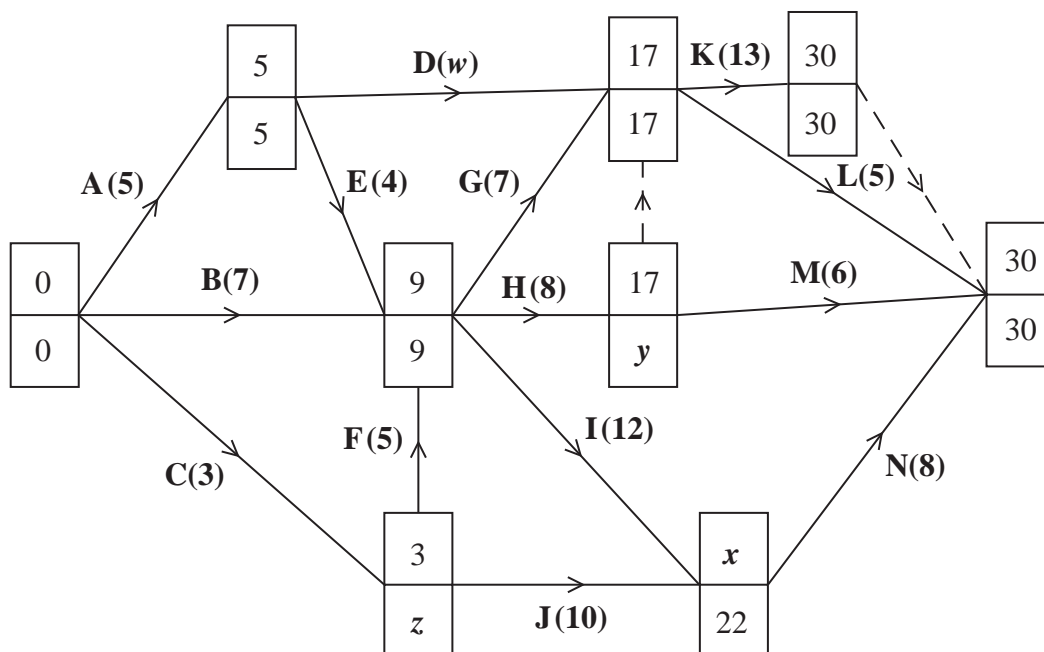 5
5
D(w)
17
17
K(13)
30
30
A(5)
E(4)
G(7)
L(5)
0
0
B(7)
9
9
H(8)
17
y
M(6)
30
30
C(3)
F(5)
I(12)
N(8)
3
z
J(10)
x
22